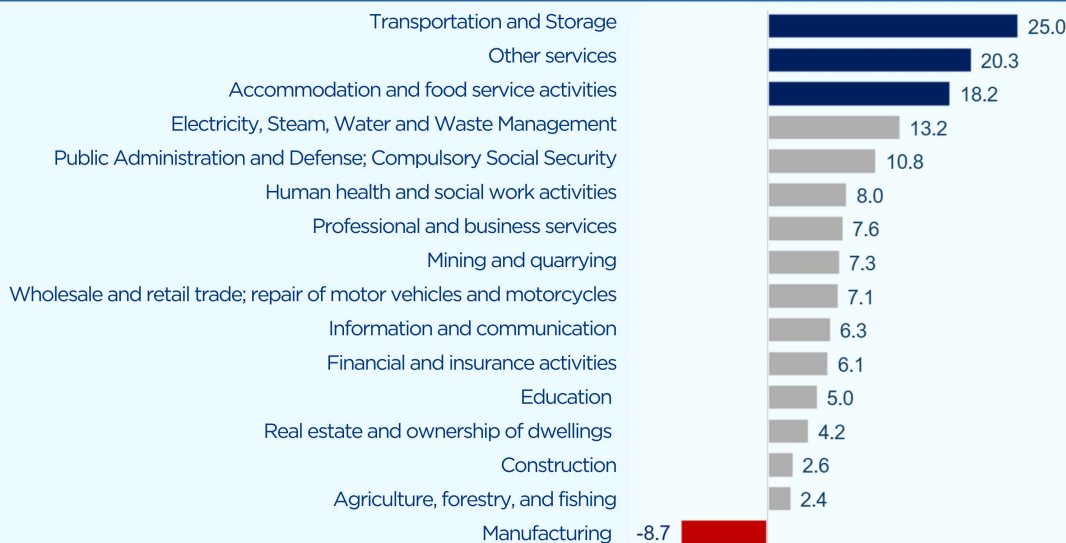 Transportation and Storage 25.0
Other services 20.3
Accommodation and food service activities 18.2
Electricity, Steam, Water and Waste Management 13.2
Public Administration and Defense; Compulsory Social Security 10.8
Human health and social work activities 8.0
Professional and business services 7.6
Mining and quarrying 7.3
Wholesale and retail trade; repair of motor vehicles and motorcycles 7.1
Information and communication 6.3
Financial and insurance activities 6.1
Education 5.0
Real estate and ownership of dwellings 4.2
Construction 2.6
Agriculture, forestry, and fishing 2.4
Manufacturing -8.7